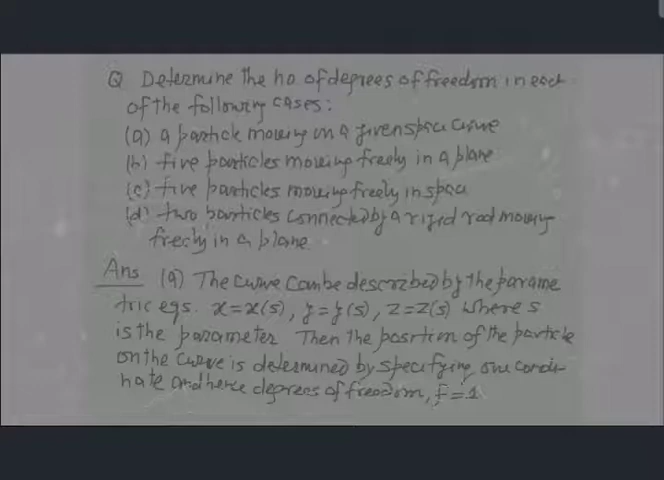 Q Determine the no of degrees of freedom in each
of the following cases:
(a) a particle moving on a given space curve
(b) five particles moving freely in a plane
(c) five particles moving freely in space
(d) two particles connected by a rigid rod moving
freely in a plane
Ans (a) The curve can be described by the parame
tric eqs. x=x(s), y=y(s), z=z(s) where s
is the parameter. Then the position of the particle
on the curve is determined by specifying one coordi-
nate and hence degrees of freedom, f=1